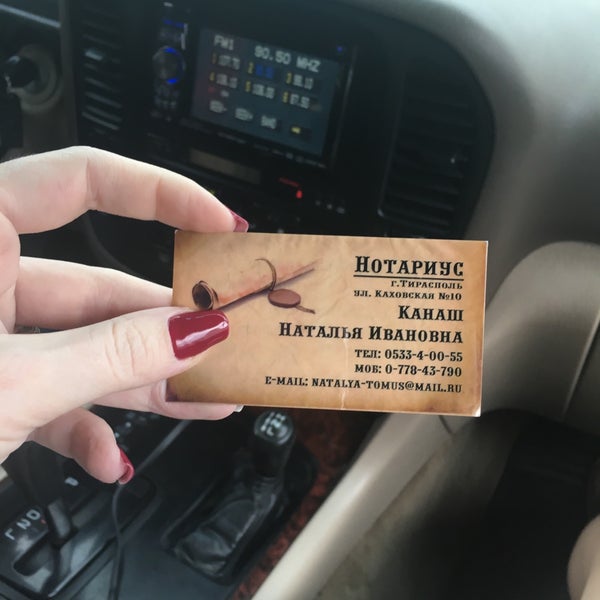 FM1 90.50 MHZ
НОТАРИУС
Г.ТИРАСПОЛЬ
УЛ. КАХОВСКАЯ №10
КАНАШ
НАТАЛЬЯ ИВАНОВНА
ТЕЛ: 0533-4-00-55
МОБ: 0-778-43-790
E-MAIL: NATALYA-TOMUS@MAIL.RU
L 2 D